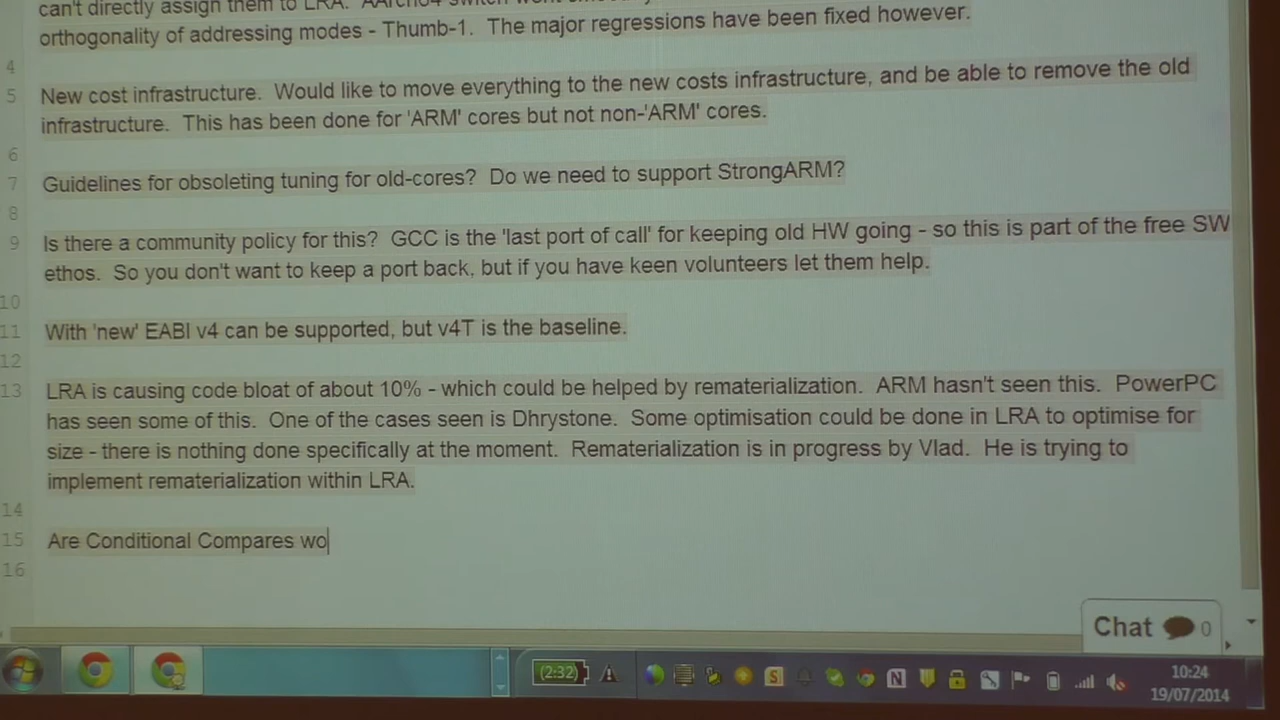 can't directly assign them to LRA. AArch64 switch went
orthogonality of addressing modes - Thumb-1. The major regressions have been fixed however.
4
5 New cost infrastructure. Would like to move everything to the new costs infrastructure, and be able to remove the old
infrastructure. This has been done for 'ARM' cores but not non-'ARM' cores.
6
7 Guidelines for obsoleting tuning for old-cores? Do we need to support StrongARM?
8
9 Is there a community policy for this? GCC is the 'last port of call' for keeping old HW going - so this is part of the free SW
ethos. So you don't want to keep a port back, but if you have keen volunteers let them help.
10
11 With 'new' EABI v4 can be supported, but v4T is the baseline.
12
13 LRA is causing code bloat of about 10% - which could be helped by rematerialization. ARM hasn't seen this. PowerPC
has seen some of this. One of the cases seen is Dhrystone. Some optimisation could be done in LRA to optimise for
size - there is nothing done specifically at the moment. Rematerialization is in progress by Vlad. He is trying to
implement rematerialization within LRA.
14
15 Are Conditional Compares wo
16
Chat 0
(2:32)
10:24
19/07/2014